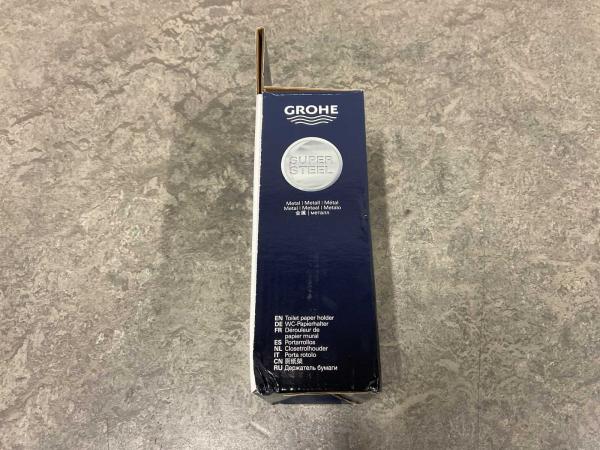 GROHE
SUPER
STEEL
Metal | Metall | Métal
Metal | Metaal | Metallo
金属 | металл
EN Toilet paper holder
DE WC-Papierhalter
FR Dérouleur de
papier mural
ES Portarrollos
NL Closetrolhouder
IT Porta rotolo
CN 厕纸架
RU Держатель бумаги